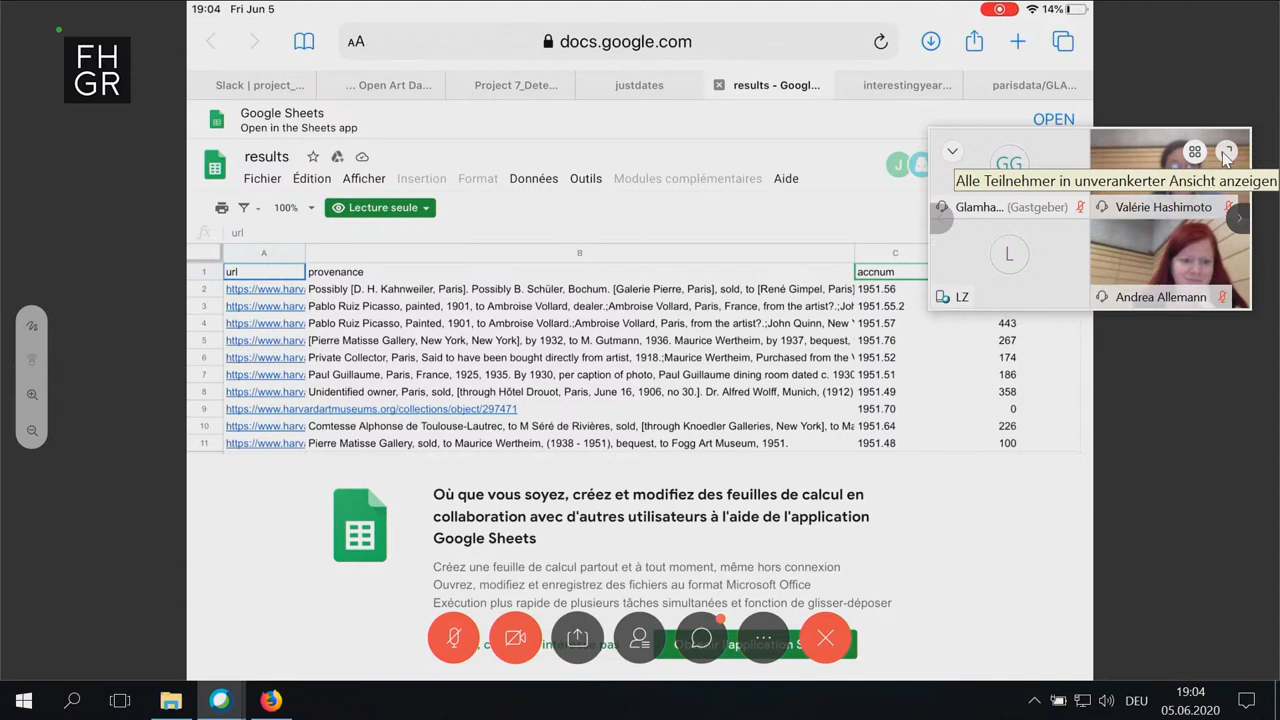 19:04 Fri Jun 5
14%
FH
GR
AA
docs.google.com
Slack | project_...
... Open Art Da...
Project 7_Dete...
justdates
results - Googl...
interestingyear...
parisdata/GLA...
Google Sheets
Open in the Sheets app
OPEN
results
J
Fichier Édition Afficher Insertion Format Données Outils Modules complémentaires Aide
100%
Lecture seule
fx url
GG
Alle Teilnehmer in unverankerter Ansicht anzeigen
Glamha... (Gastgeber)
Valérie Hashimoto
L
LZ
Andrea Allemann
A B C
1 url provenance accnum
2 https://www.harva Possibly [D. H. Kahnweiler, Paris]. Possibly B. Schüler, Bochum. [Galerie Pierre, Paris], sold, to [René Gimpel, Paris] 1951.56
3 https://www.harva Pablo Ruiz Picasso, painted, 1901, to Ambroise Vollard, dealer.;Ambroise Vollard, Paris, France, from the artist?.;Joh 1951.55.2
4 https://www.harva Pablo Ruiz Picasso, Painted, 1901, to Ambroise Vollard, Paris, from the artist?.;John Quinn, New 1951.57 443
5 https://www.harva [Pierre Matisse Gallery, New York, New York], by 1932, to M. Gutmann, 1936. Maurice Wertheim, by 1937, bequest, 1951.76 267
6 https://www.harva Private Collector, Paris, Said to have been bought directly from artist, 1918.;Maurice Wertheim, Purchased from the 1951.52 174
7 https://www.harva Paul Guillaume, Paris, France, 1925, 1935. By 1930, per caption of photo, Paul Guillaume dining room dated c. 1930 1951.51 186
8 https://www.harva Unidentified owner, Paris, sold, [through Hôtel Drouot, Paris, June 16, 1906, no 30.]. Dr. Alfred Wolff, Munich, (1912) 1951.49 358
9 https://www.harvardartmuseums.org/collections/object/297471 1951.70 0
10 https://www.harva Comtesse Alphonse de Toulouse-Lautrec, to M Séré de Rivières, sold, [through Knoedler Galleries, New York], to Ma 1951.64 226
11 https://www.harva Pierre Matisse Gallery, sold, to Maurice Wertheim, (1938 - 1951), bequest, to Fogg Art Museum, 1951. 1951.48 100
Où que vous soyez, créez et modifiez des feuilles de calcul en
collaboration avec d'autres utilisateurs à l'aide de l'application
Google Sheets
Créez une feuille de calcul partout et à tout moment, même hors connexion
Ouvrez, modifiez et enregistrez des fichiers au format Microsoft Office
Exécution plus rapide de plusieurs tâches simultanées et fonction de glisser-déposer
pas
l'application
DEU
19:04
05.06.2020